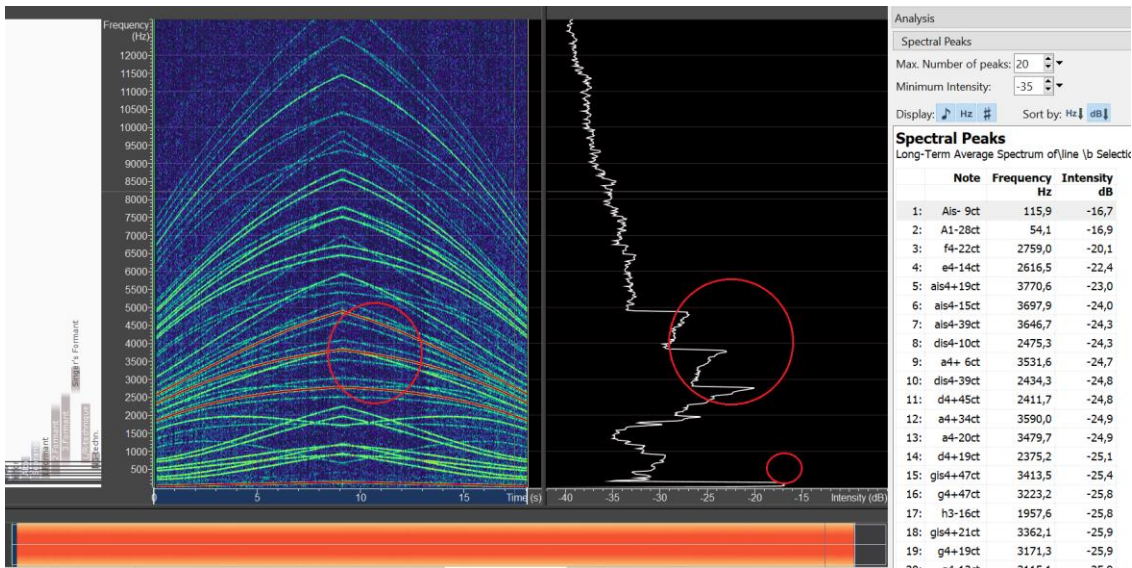 Frequency
(Hz)
12000
11500
11000
10500
10000
9500
9000
8500
8000
7500
7000
6500
6000
5500
5000
4500
4000
3500
3000
2500
2000
1500
1000
500
Singer's Formant
0 5 10 15 Time (s)
-40 -35 -30 -25 -20 -15 -10 Intensity (dB)
Analysis
Spectral Peaks
Max. Number of peaks: 20
Minimum Intensity: -35
Display: ♪ Hz # Sort by: Hz dB
Spectral Peaks
Long-Term Average Spectrum of\line \b Selectio
Note Frequency Intensity
Hz dB
1: Ais- 9ct 115,9 -16,7
2: A1-28ct 54,1 -16,9
3: f4-22ct 2759,0 -20,1
4: e4-14ct 2616,5 -22,4
5: ais4+19ct 3770,6 -23,0
6: ais4-15ct 3697,9 -24,0
7: ais4-39ct 3646,7 -24,3
8: dis4-10ct 2475,3 -24,3
9: a4+ 6ct 3531,6 -24,7
10: dis4-39ct 2434,3 -24,8
11: d4+45ct 2411,7 -24,8
12: a4+34ct 3590,0 -24,9
13: a4-20ct 3479,7 -24,9
14: d4+19ct 2375,2 -25,1
15: gis4+47ct 3413,5 -25,4
16: g4+47ct 3223,2 -25,8
17: h3-16ct 1957,6 -25,8
18: gis4+21ct 3362,1 -25,9
19: g4+19ct 3171,3 -25,9